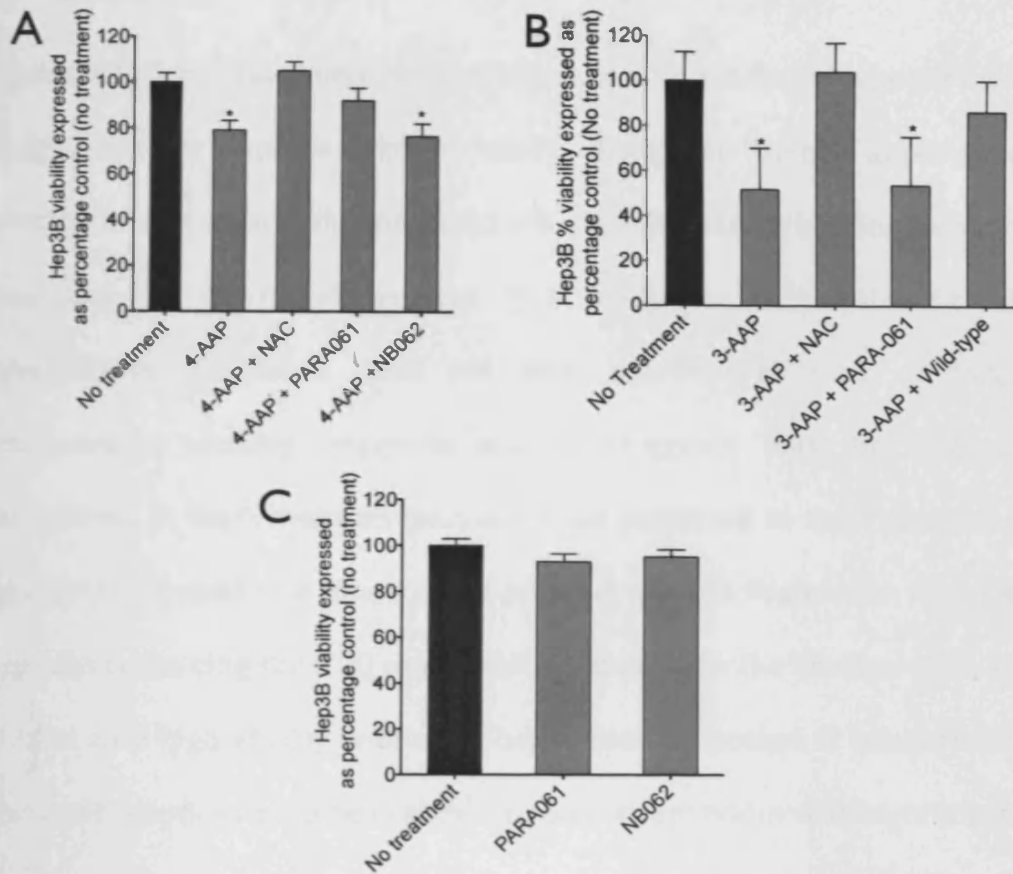 A
Hep3B viability expressed
as percentage control (no treatment)
120
100
80
60
40
20
0
*
*
No treatment
4-AAP
4-AAP + NAC
4-AAP + PARA061
4-AAP +NB062
B
Hep3B % viability expressed as
percentage control (No treatment)
120
100
80
60
40
20
0
*
*
No Treatment
3-AAP
3-AAP + NAC
3-AAP + PARA-061
3-AAP + Wild-type
C
Hep3B viability expressed
as percentage control (no treatment)
120
100
80
60
40
20
0
No treatment
PARA061
NB062